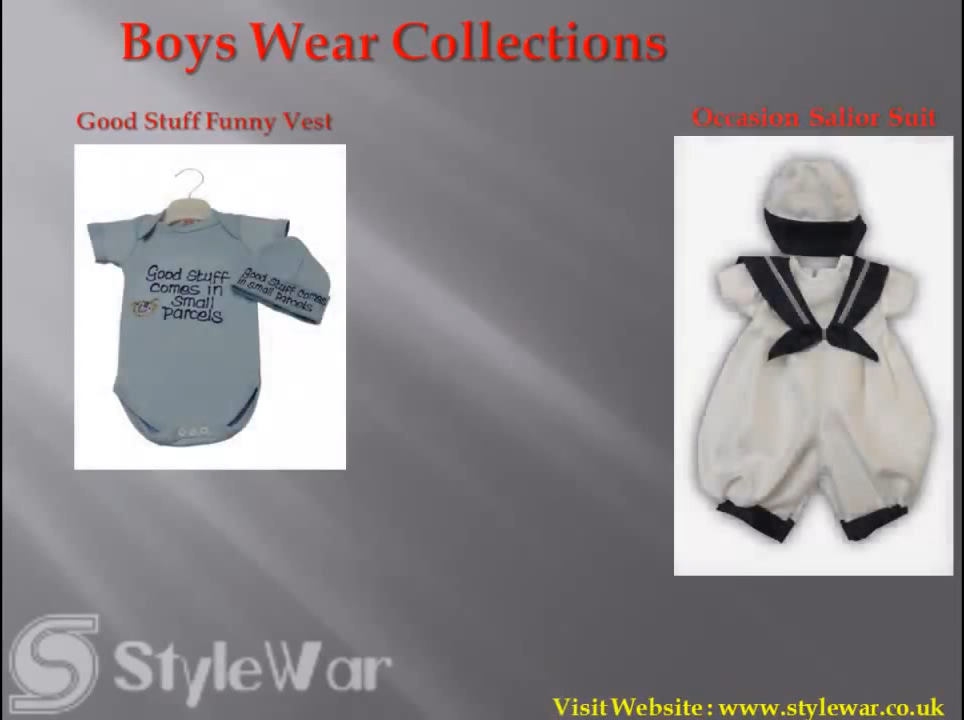 Boys Wear Collections
Good Stuff Funny Vest
Occasion Salior Suit
Good Stuff
comes in
small
parcels
Good Stuff comes
in small parcels
StyleWar
Visit Website : www.stylewar.co.uk